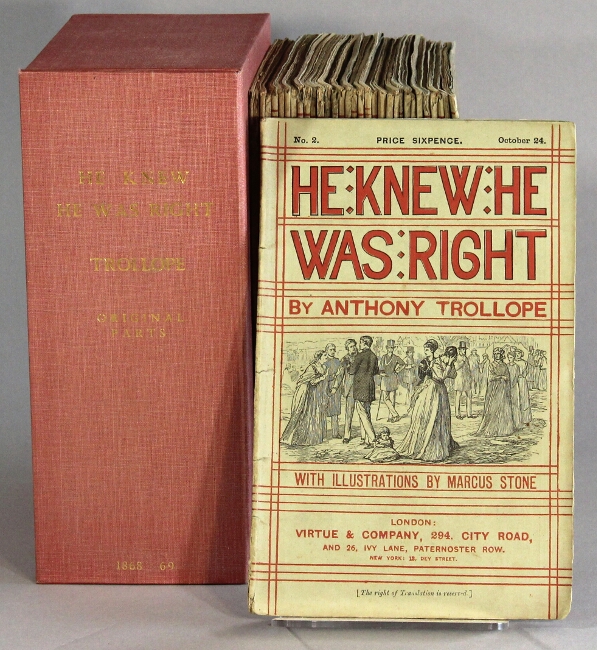 HE KNEW
HE WAS RIGHT
TROLLOPE
ORIGINAL
PARTS
1868 69
No. 2. PRICE SIXPENCE. October 24.
HE:KNEW:HE
WAS:RIGHT
BY ANTHONY TROLLOPE
WITH ILLUSTRATIONS BY MARCUS STONE
LONDON:
VIRTUE & COMPANY, 294, CITY ROAD,
AND 26, IVY LANE, PATERNOSTER ROW.
NEW YORK: 12, DEY STREET.
[The right of Translation is reserved.]